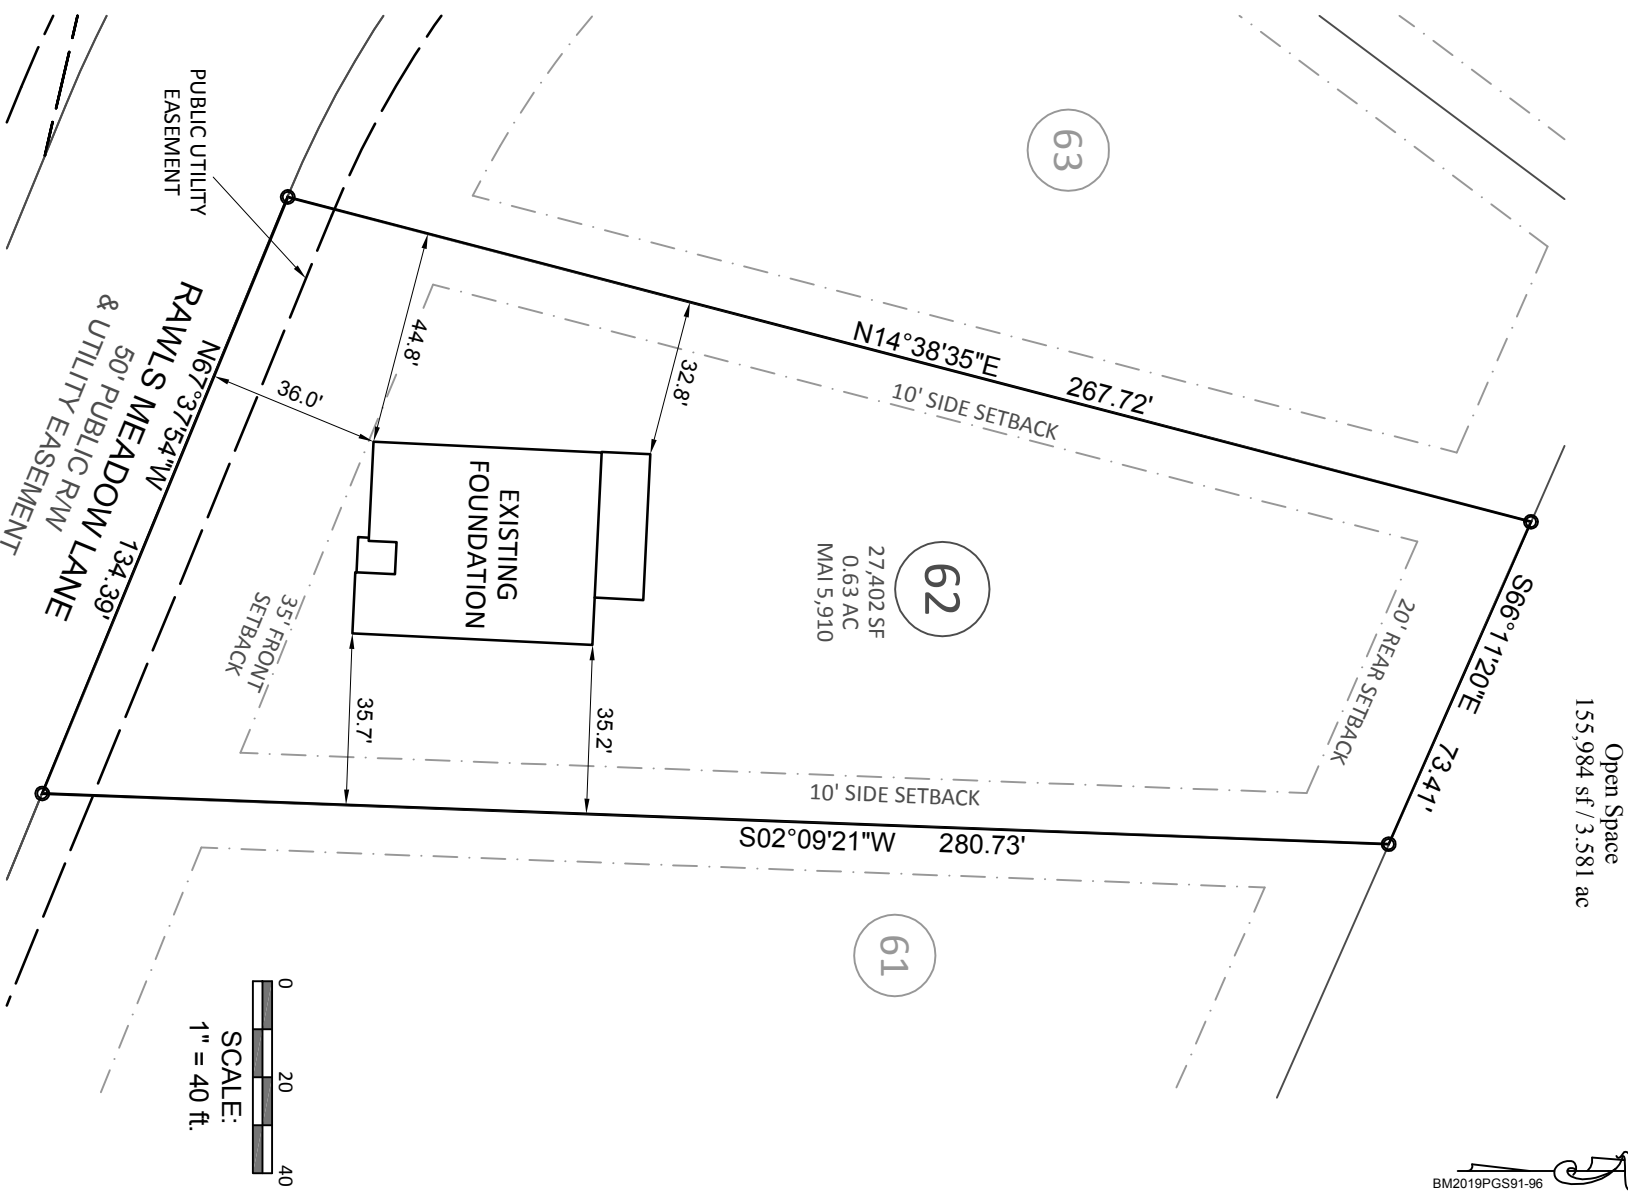 PUBLIC UTILITY
EASEMENT
63
N14°38'35"E 267.72'
10' SIDE SETBACK
44.8'
32.8'
36.0'
N67°37'54"W 134.39'
RAWLS MEADOW LANE
50' PUBLIC R/W
& UTILITY EASEMENT
EXISTING
FOUNDATION
62
27,402 SF
0.63 AC
MAI 5,910
S66°11'20"E 73.41'
20' REAR SETBACK
Open Space
155,984 sf / 3.581 ac
35' FRONT
SETBACK
35.7'
35.2'
10' SIDE SETBACK
S02°09'21"W 280.73'
61
0 20 40
SCALE:
1" = 40 ft.
BM2019PGS91-96